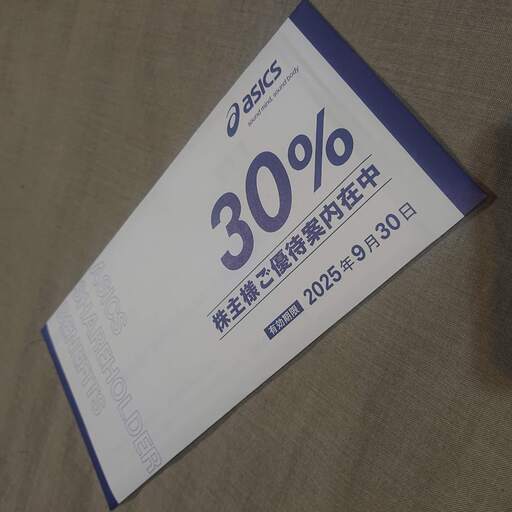 asics
sound mind, sound body
30%
株主様ご優待案内在中
有効期限 2025年9月30日
ASICS
SHAREHOLDER
BENEFITS